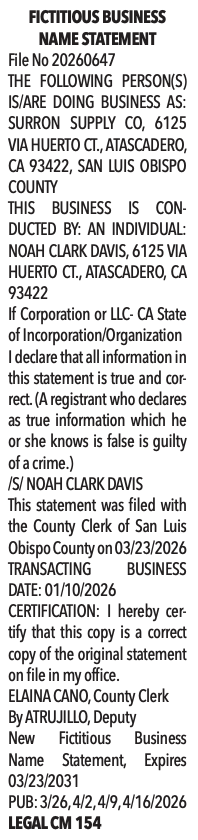 FICTITIOUS BUSINESS
NAME STATEMENT
File No 20260647
THE FOLLOWING PERSON(S)
IS/ARE DOING BUSINESS AS:
SURRON SUPPLY CO, 6125
VIA HUERTO CT., ATASCADERO,
CA 93422, SAN LUIS OBISPO
COUNTY
THIS BUSINESS IS CON-
DUCTED BY: AN INDIVIDUAL:
NOAH CLARK DAVIS, 6125 VIA
HUERTO CT., ATASCADERO, CA
93422
If Corporation or LLC- CA State
of Incorporation/Organization
I declare that all information in
this statement is true and cor-
rect. (A registrant who declares
as true information which he
or she knows is false is guilty
of a crime.)
/S/ NOAH CLARK DAVIS
This statement was filed with
the County Clerk of San Luis
Obispo County on 03/23/2026
TRANSACTING BUSINESS
DATE: 01/10/2026
CERTIFICATION: I hereby cer-
tify that this copy is a correct
copy of the original statement
on file in my office.
ELAINA CANO, County Clerk
By ATRUJILLO, Deputy
New Fictitious Business
Name Statement, Expires
03/23/2031
PUB: 3/26, 4/2, 4/9, 4/16/2026
LEGAL CM 154